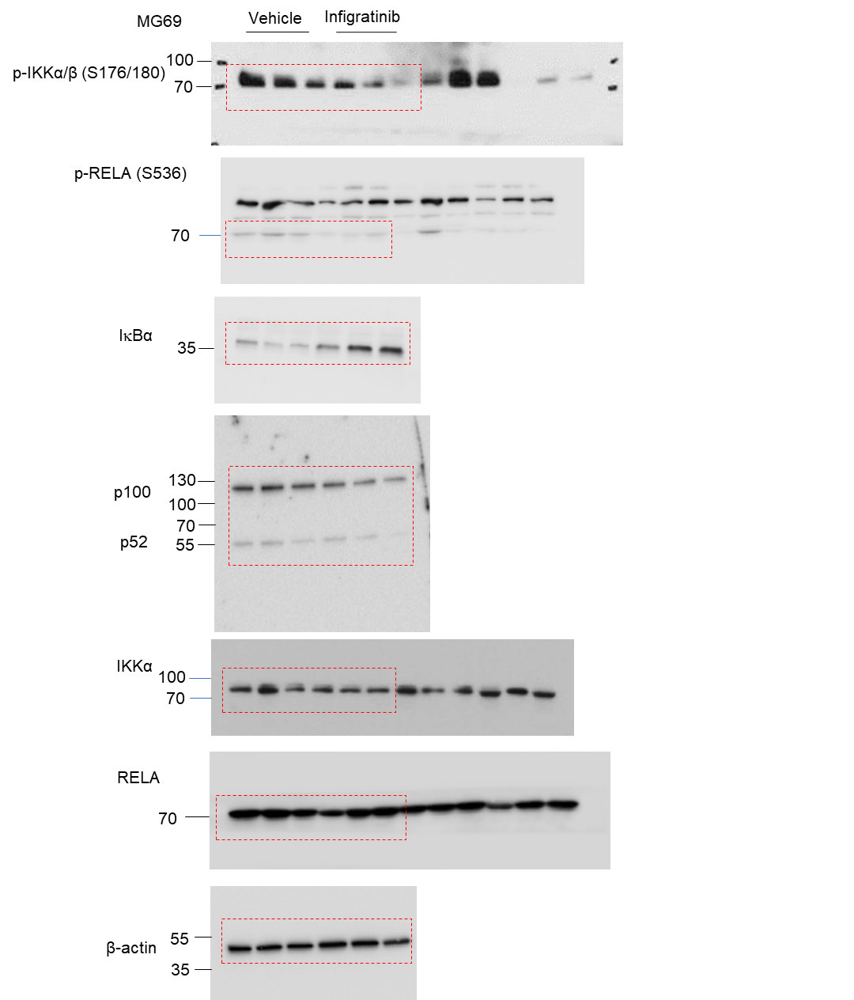 MG69 Vehicle Infigratinib
p-IKKα/β (S176/180)
100
70
p-RELA (S536)
70
IκBα
35
p100
130
100
70
p52
55
IKKα
100
70
RELA
70
β-actin
55
35